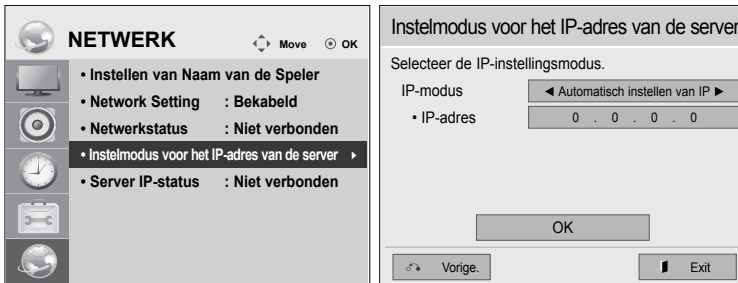 NETWERK
Move
OK
• Instellen van Naam van de Speler
• Network Setting : Bekabeld
• Netwerkstatus : Niet verbonden
• Instelmodus voor het IP-adres van de server
• Server IP-status : Niet verbonden
Instelmodus voor het IP-adres van de server
Selecteer de IP-instellingsmodus.
IP-modus ◄ Automatisch instellen van IP ►
• IP-adres 0 . 0 . 0 . 0
OK
Vorige.
Exit